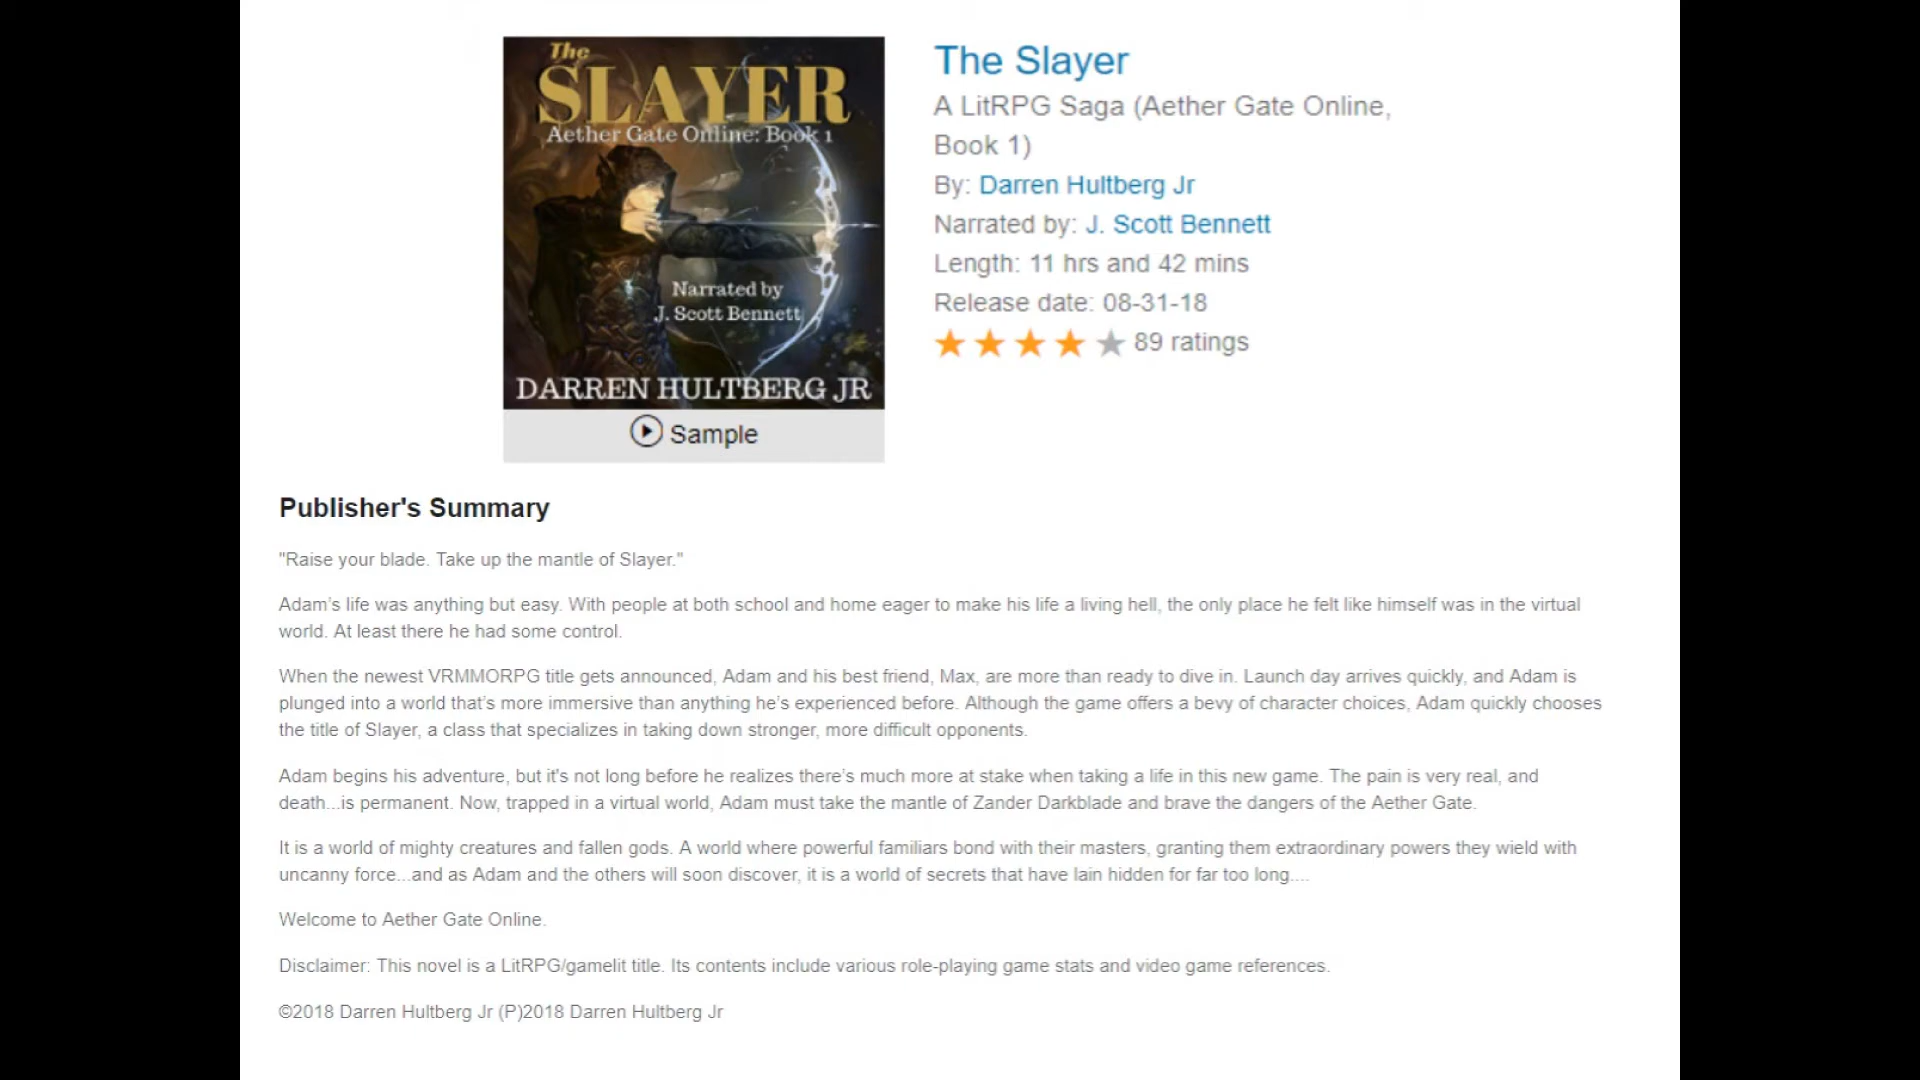 The
SLAYER
Aether Gate Online: Book 1
Narrated by
J. Scott Bennett
DARREN HULTBERG JR
Sample
The Slayer
A LitRPG Saga (Aether Gate Online,
Book 1)
By: Darren Hultberg Jr
Narrated by: J. Scott Bennett
Length: 11 hrs and 42 mins
Release date: 08-31-18
89 ratings
Publisher's Summary
"Raise your blade. Take up the mantle of Slayer."
Adam’s life was anything but easy. With people at both school and home eager to make his life a living hell, the only place he felt like himself was in the virtual
world. At least there he had some control.
When the newest VRMMORPG title gets announced, Adam and his best friend, Max, are more than ready to dive in. Launch day arrives quickly, and Adam is
plunged into a world that’s more immersive than anything he’s experienced before. Although the game offers a bevy of character choices, Adam quickly chooses
the title of Slayer, a class that specializes in taking down stronger, more difficult opponents.
Adam begins his adventure, but it's not long before he realizes there’s much more at stake when taking a life in this new game. The pain is very real, and
death...is permanent. Now, trapped in a virtual world, Adam must take the mantle of Zander Darkblade and brave the dangers of the Aether Gate.
It is a world of mighty creatures and fallen gods. A world where powerful familiars bond with their masters, granting them extraordinary powers they wield with
uncanny force...and as Adam and the others will soon discover, it is a world of secrets that have lain hidden for far too long....
Welcome to Aether Gate Online.
Disclaimer: This novel is a LitRPG/gamelit title. Its contents include various role-playing game stats and video game references.
©2018 Darren Hultberg Jr (P)2018 Darren Hultberg Jr